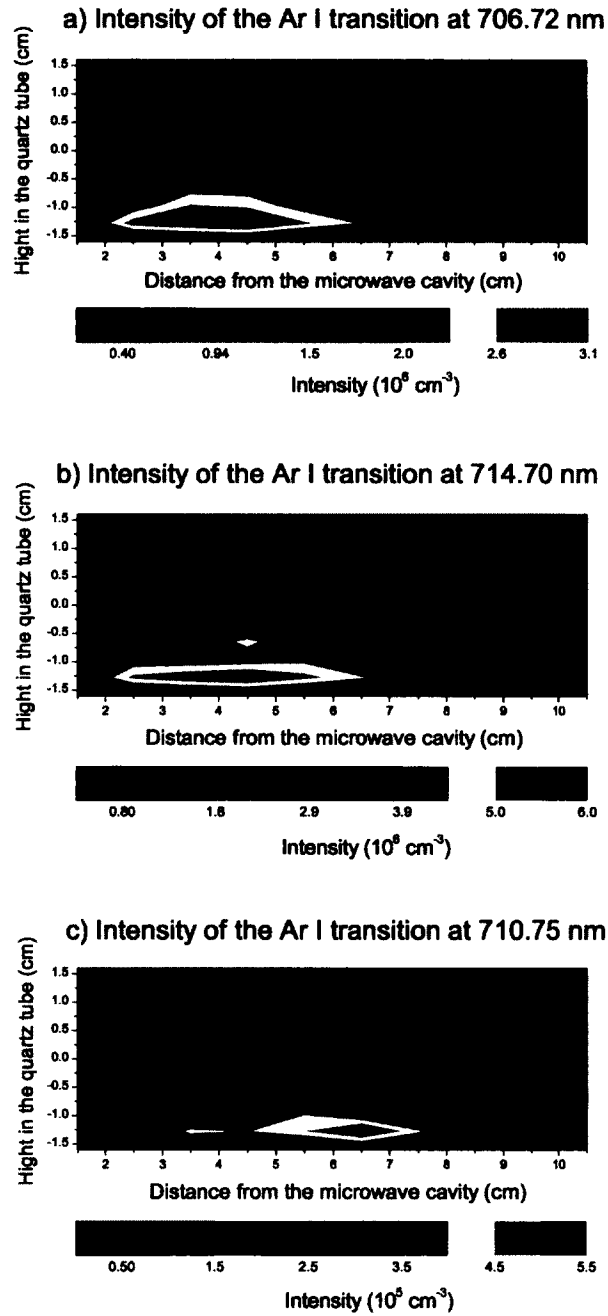 a) Intensity of the Ar I transition at 706.72 nm
Hight in the quartz tube (cm)
1.5
1.0
0.5
0.0
-0.5
-1.0
-1.5
2 3 4 5 6 7 8 9 10
Distance from the microwave cavity (cm)
0.40 0.94 1.5 2.0 2.6 3.1
Intensity (10⁶ cm⁻³)
b) Intensity of the Ar I transition at 714.70 nm
Hight in the quartz tube (cm)
1.5
1.0
0.5
0.0
-0.5
-1.0
-1.5
2 3 4 5 6 7 8 9 10
Distance from the microwave cavity (cm)
0.80 1.8 2.9 3.9 5.0 6.0
Intensity (10⁶ cm⁻³)
c) Intensity of the Ar I transition at 710.75 nm
Hight in the quartz tube (cm)
1.5
1.0
0.5
0.0
-0.5
-1.0
-1.5
2 3 4 5 6 7 8 9 10
Distance from the microwave cavity (cm)
0.50 1.5 2.5 3.5 4.5 5.5
Intensity (10⁵ cm⁻³)